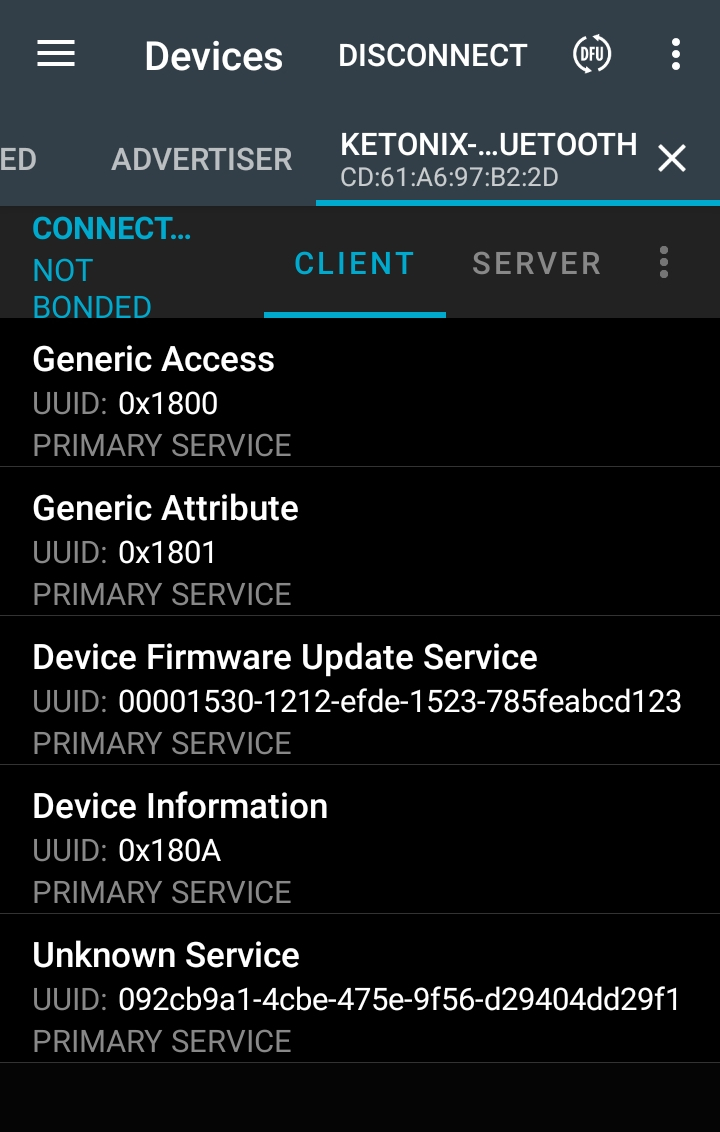 Devices DISCONNECT DFU
ED ADVERTISER KETONIX-...UETOOTH
CD:61:A6:97:B2:2D
CONNECT...
NOT
BONDED
CLIENT SERVER
Generic Access
UUID: 0x1800
PRIMARY SERVICE
Generic Attribute
UUID: 0x1801
PRIMARY SERVICE
Device Firmware Update Service
UUID: 00001530-1212-efde-1523-785feabcd123
PRIMARY SERVICE
Device Information
UUID: 0x180A
PRIMARY SERVICE
Unknown Service
UUID: 092cb9a1-4cbe-475e-9f56-d29404dd29f1
PRIMARY SERVICE